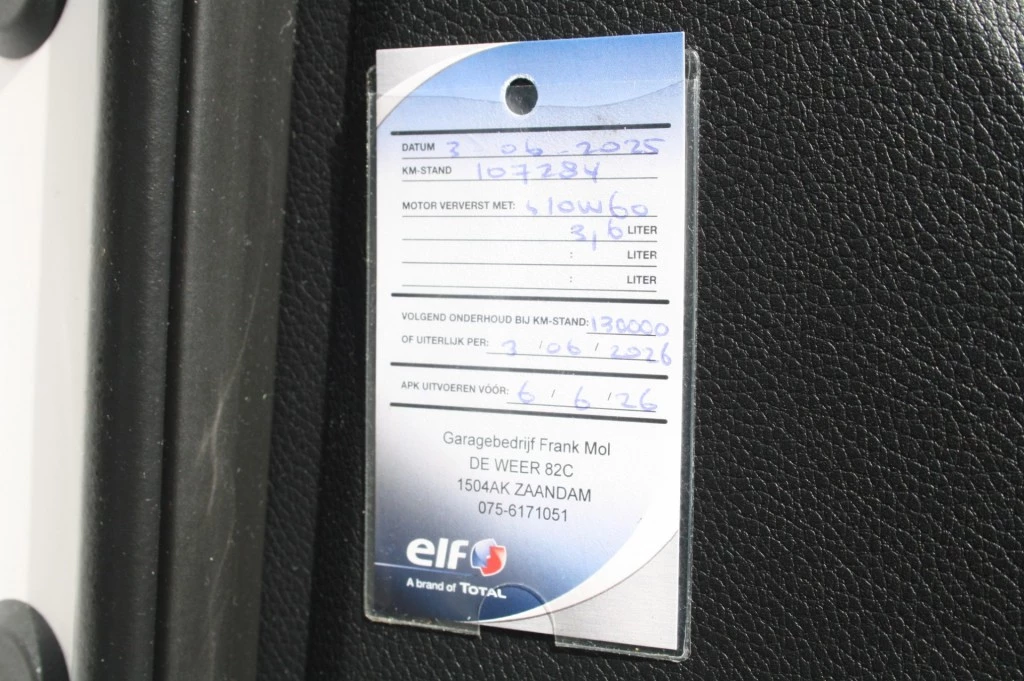 DATUM 3 06 - 2025
KM-STAND 107284
MOTOR VERVERST MET: 10W60
3,6 LITER
: LITER
: LITER
VOLGEND ONDERHOUD BIJ KM-STAND: 130000
OF UITERLIJK PER: 3 / 06 / 2026
APK UITVOEREN VÓÓR: 6 / 6 / 26
Garagebedrijf Frank Mol
DE WEER 82C
1504AK ZAANDAM
075-6171051
elf
A brand of TOTAL